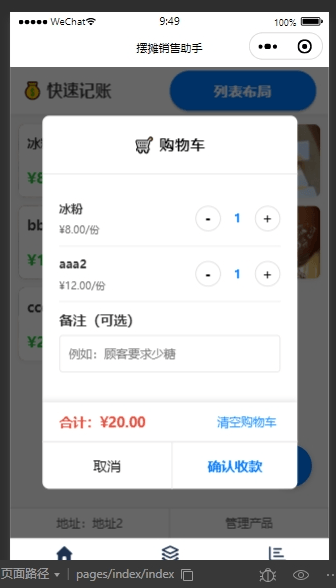 WeChat
9:49
100%
爆摊销售助手
快速记账
列表布局
购物车
冰粉
¥8.00/份
- 1 +
aaa2
¥12.00/份
- 1 +
备注（可选）
例如：顾客要求少糖
合计：¥20.00
清空购物车
取消
确认收款
地址：地址2
管理产品
页面路径
pages/index/index